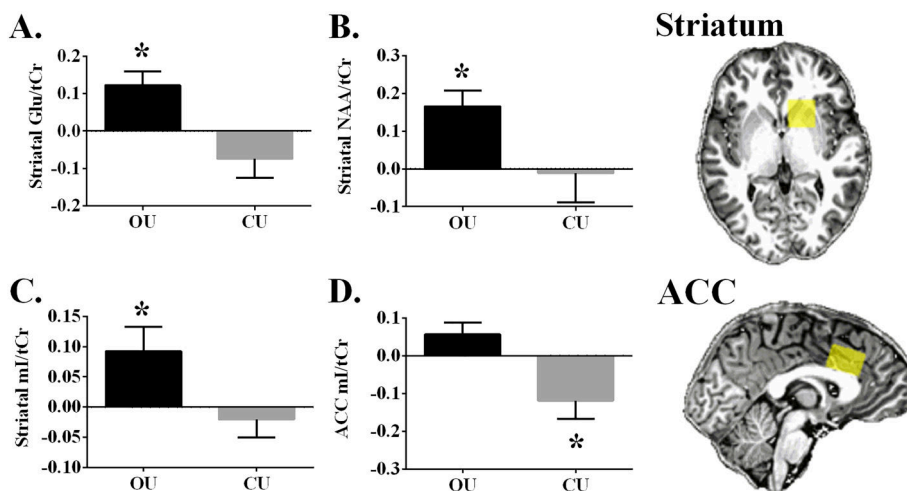 A.
Striatal Glu/tCr
0.2
0.1
0.0
-0.1
-0.2
*
OU
CU
B.
Striatal NAA/tCr
0.3
0.2
0.1
0.0
-0.1
*
OU
CU
Striatum
C.
Striatal mI/tCr
0.15
0.10
0.05
0.00
-0.05
-0.10
*
OU
CU
D.
ACC mI/tCr
0.1
0.0
-0.1
-0.2
-0.3
*
OU
CU
ACC